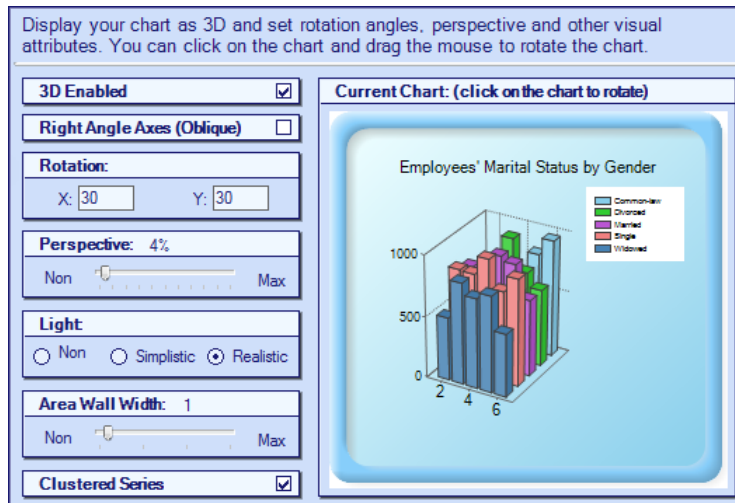 Display your chart as 3D and set rotation angles, perspective and other visual
attributes. You can click on the chart and drag the mouse to rotate the chart.
3D Enabled
Right Angle Axes (Oblique)
Rotation:
X: 30 Y: 30
Perspective: 4%
Non Max
Light:
Non Simplistic Realistic
Area Wall Width: 1
Non Max
Clustered Series
Current Chart: (click on the chart to rotate)
Employees' Marital Status by Gender
Common-law
Divorced
Married
Single
Widowed
1000
500
0
2 4 6